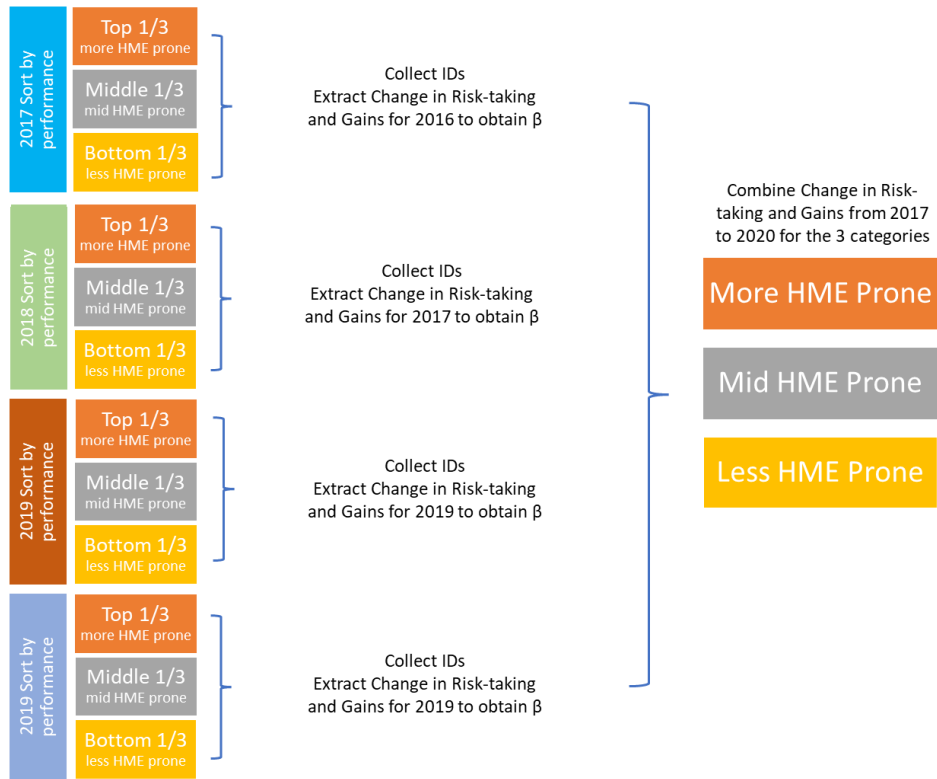 2017 Sort by
performance
Top 1/3
more HME prone
Middle 1/3
mid HME prone
Bottom 1/3
less HME prone
Collect IDs
Extract Change in Risk-taking
and Gains for 2016 to obtain β
2018 Sort by
performance
Top 1/3
more HME prone
Middle 1/3
mid HME prone
Bottom 1/3
less HME prone
Collect IDs
Extract Change in Risk-taking
and Gains for 2017 to obtain β
2019 Sort by
performance
Top 1/3
more HME prone
Middle 1/3
mid HME prone
Bottom 1/3
less HME prone
Collect IDs
Extract Change in Risk-taking
and Gains for 2019 to obtain β
2019 Sort by
performance
Top 1/3
more HME prone
Middle 1/3
mid HME prone
Bottom 1/3
less HME prone
Collect IDs
Extract Change in Risk-taking
and Gains for 2019 to obtain β
Combine Change in Risk-
taking and Gains from 2017
to 2020 for the 3 categories
More HME Prone
Mid HME Prone
Less HME Prone